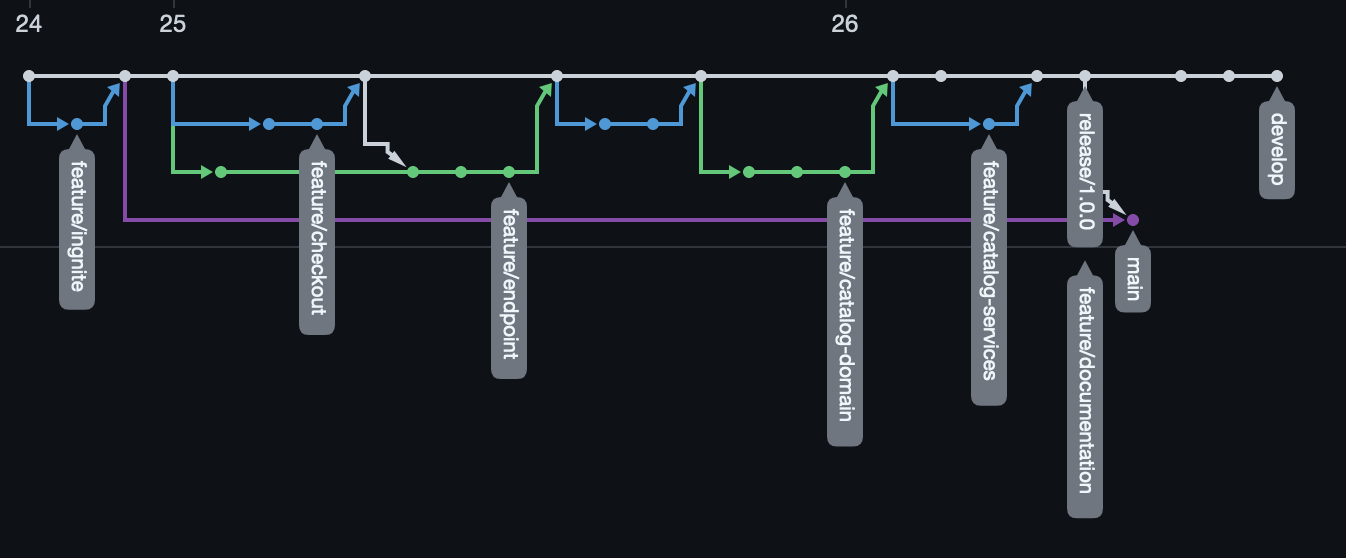 24
25
26
feature/ingnite
feature/checkout
feature/endpoint
feature/catalog-domain
feature/catalog-services
release/1.0.0
feature/documentation
main
develop